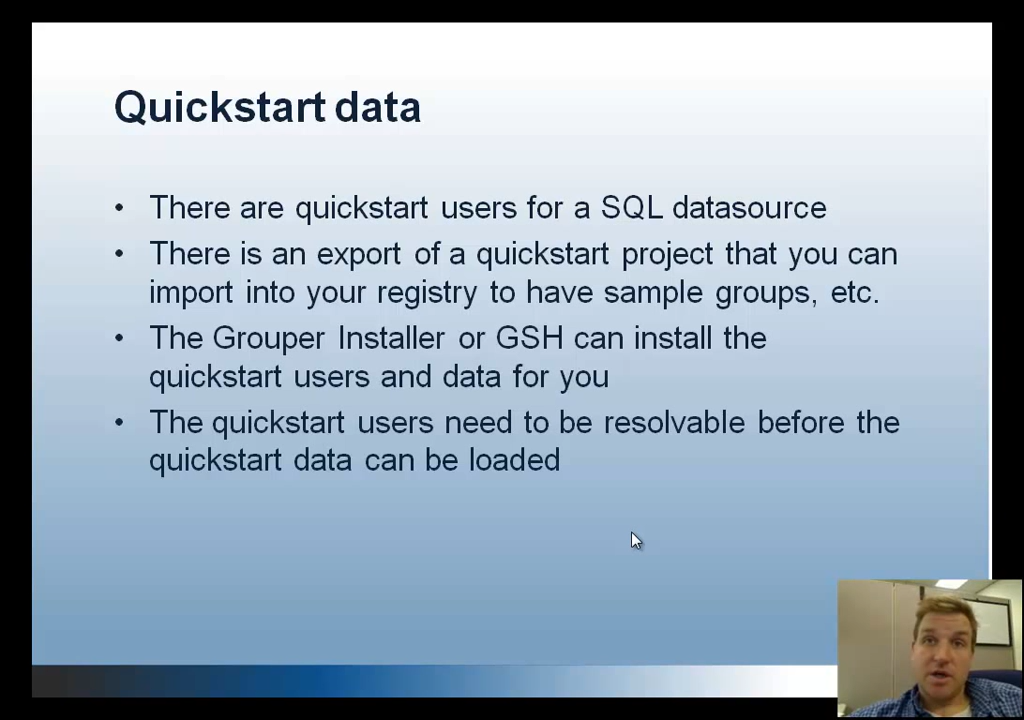 Quickstart data
• There are quickstart users for a SQL datasource
• There is an export of a quickstart project that you can
import into your registry to have sample groups, etc.
• The Grouper Installer or GSH can install the
quickstart users and data for you
• The quickstart users need to be resolvable before the
quickstart data can be loaded